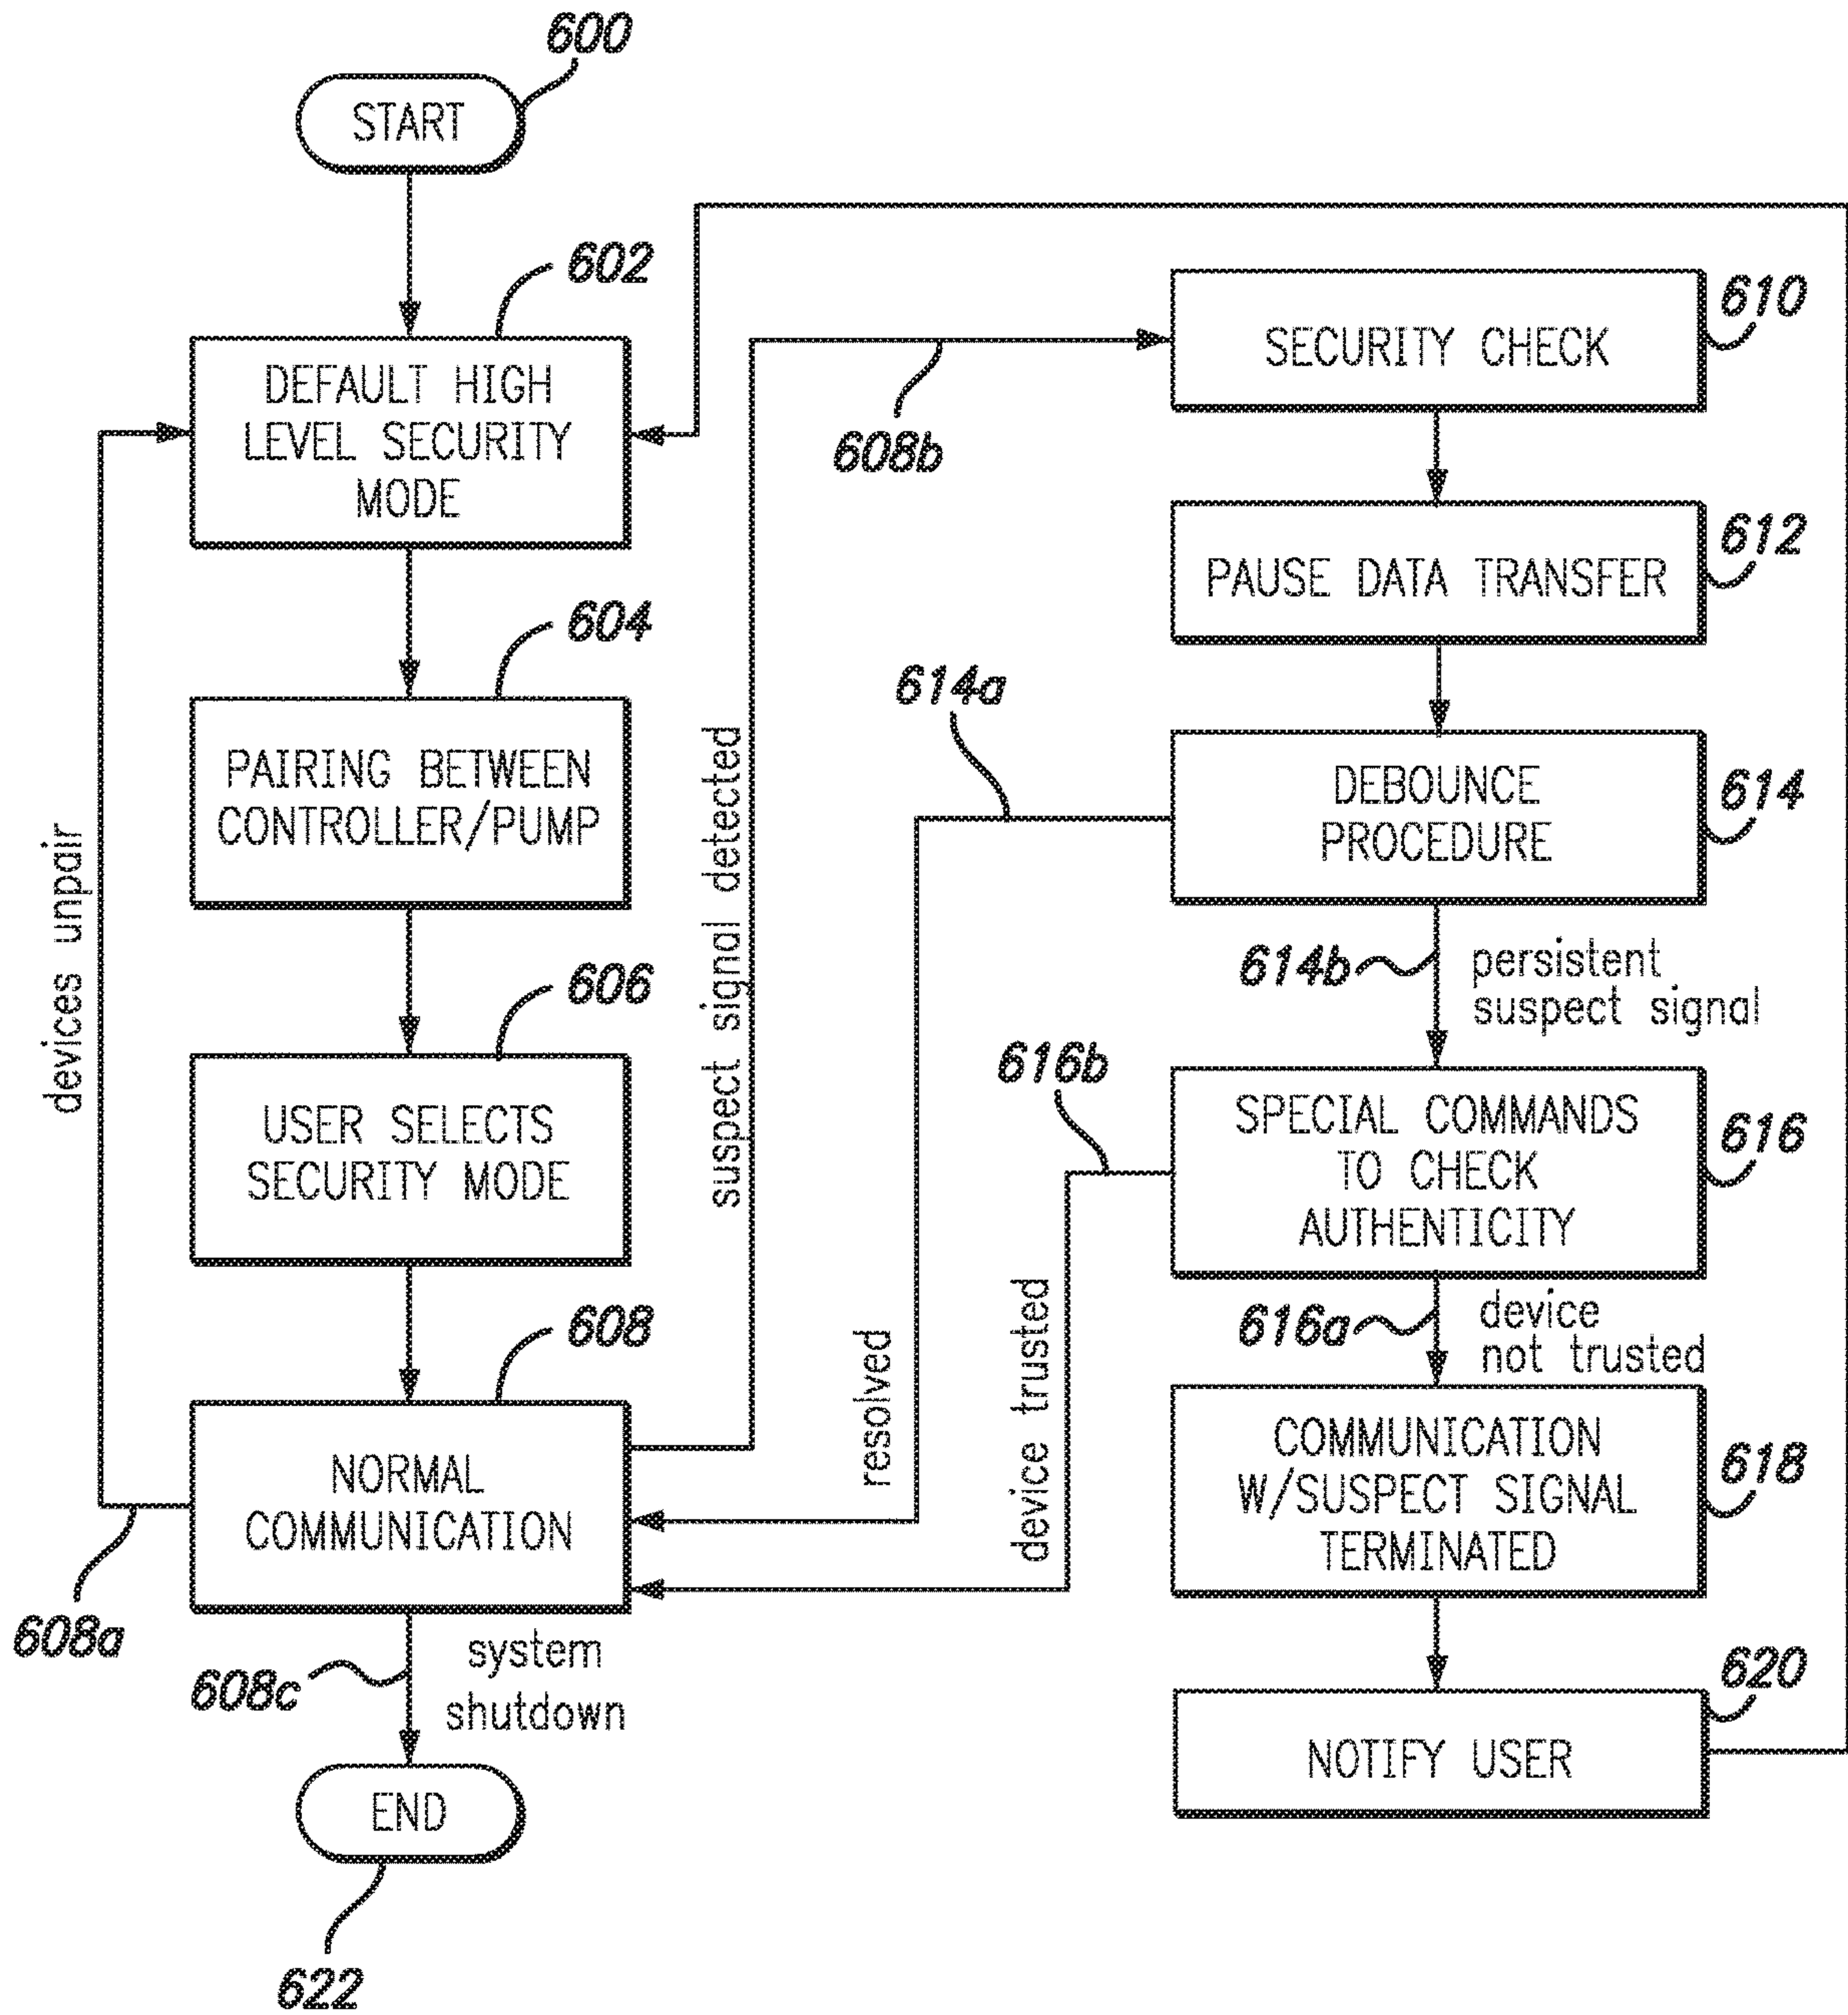 600
START
602
DEFAULT HIGH
LEVEL SECURITY
MODE
604
PAIRING BETWEEN
CONTROLLER/PUMP
606
USER SELECTS
SECURITY MODE
608
NORMAL
COMMUNICATION
devices unpair
608a
608c
system
shutdown
END
622
suspect signal detected
608b
SECURITY CHECK
610
PAUSE DATA TRANSFER
612
614a
DEBOUNCE
PROCEDURE
614
resolved
614b
persistent
suspect signal
616b
SPECIAL COMMANDS
TO CHECK
AUTHENTICITY
616
device trusted
616a
device
not trusted
COMMUNICATION
W/SUSPECT SIGNAL
TERMINATED
618
620
NOTIFY USER